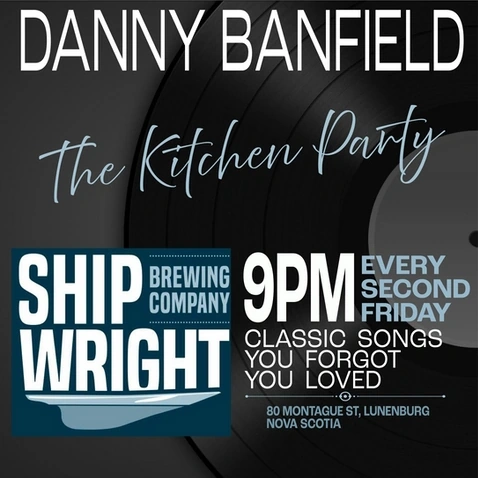 DANNY BANFIELD
The Kitchen Party
SHIP
WRIGHT
BREWING
COMPANY
9PM
EVERY
SECOND
FRIDAY
CLASSIC SONGS
YOU FORGOT
YOU LOVED
80 MONTAGUE ST, LUNENBURG
NOVA SCOTIA